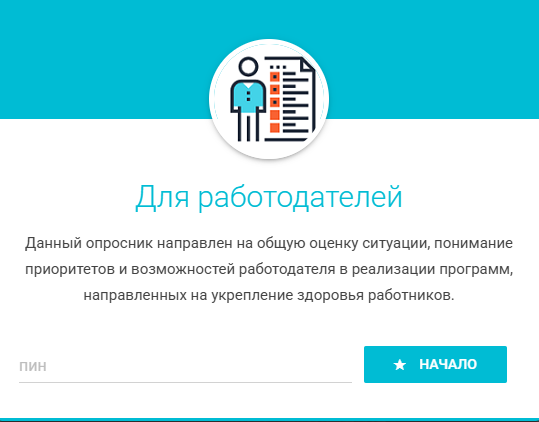 Для работодателей
Данный опросник направлен на общую оценку ситуации, понимание
приоритетов и возможностей работодателя в реализации программ,
направленных на укрепление здоровья работников.
ПИН
НАЧАЛО